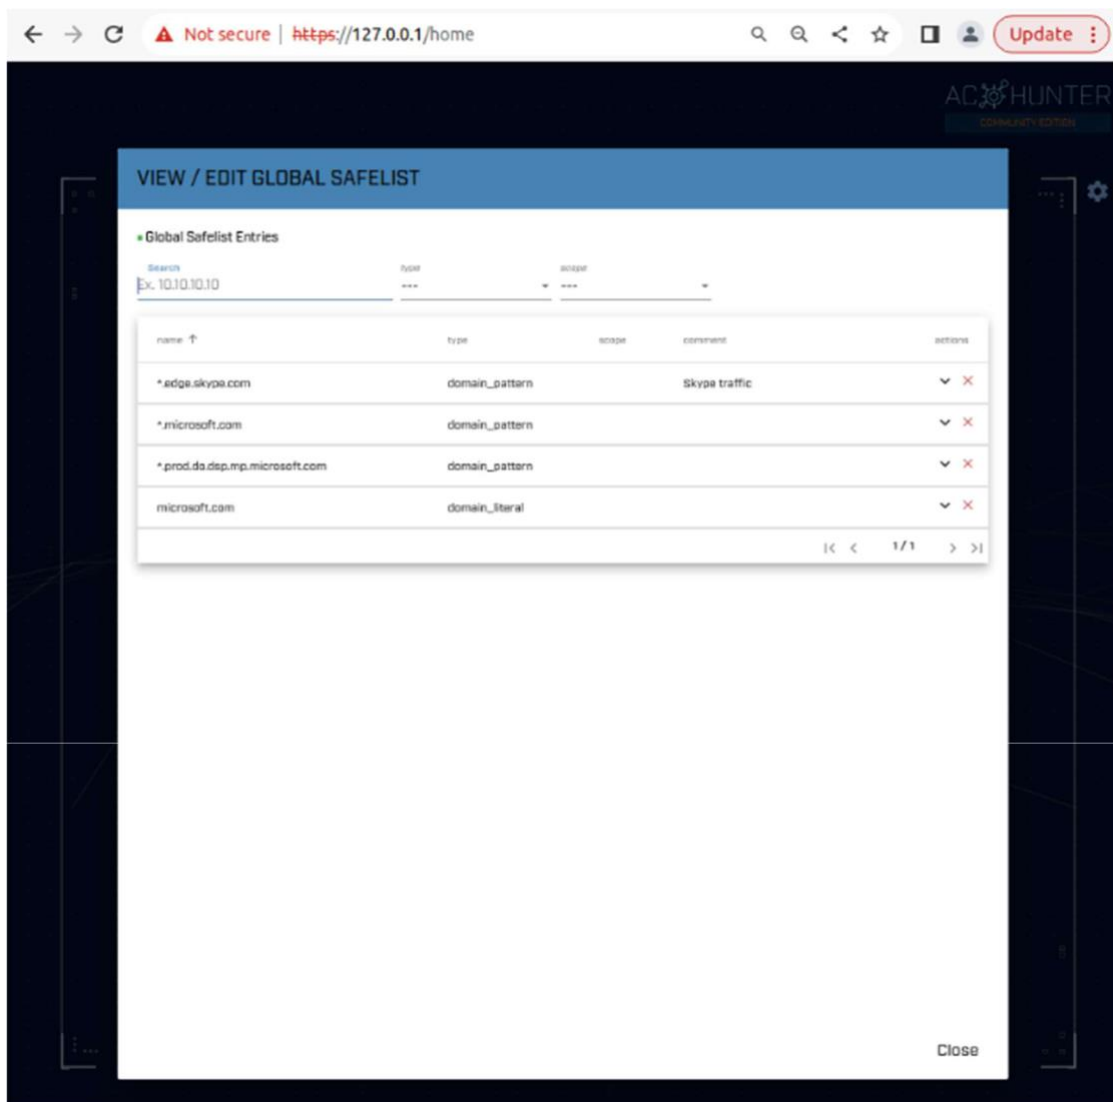 Not secure | https://127.0.0.1/home
Update
AC HUNTER
COMMUNITY EDITION
VIEW / EDIT GLOBAL SAFELIST
Global Safelist Entries
Search type scope
Ex. 10.10.10.10 --- ---
name ↑ type scope comment actions
*.edge.skype.com domain_pattern Skype traffic
*.microsoft.com domain_pattern
*.prod.do.dsp.mp.microsoft.com domain_pattern
microsoft.com domain_literal
1 / 1
Close